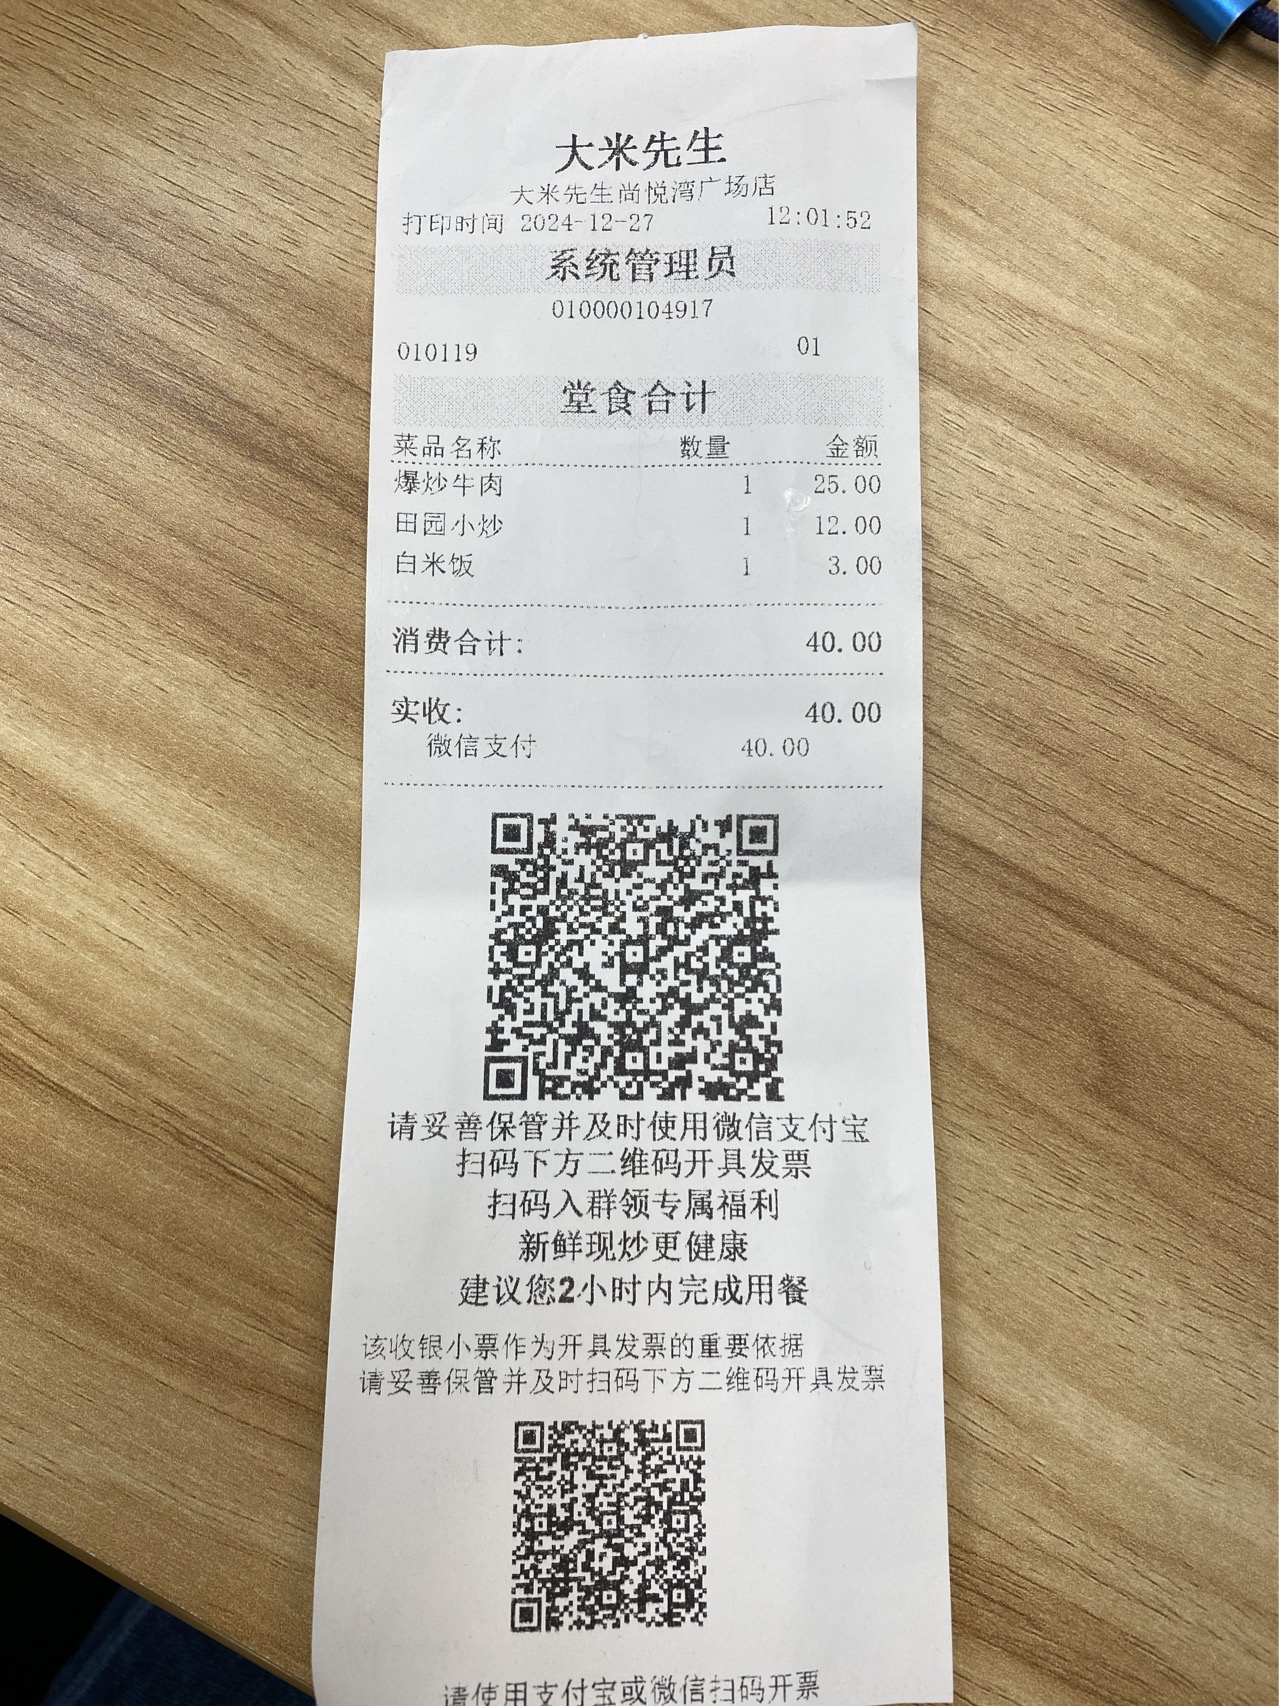 大米先生
大米先生尚悦湾广场店
打印时间 2024-12-27 12:01:52
系统管理员
010000104917
010119 01
堂食合计
菜品名称 数量 金额
爆炒牛肉 1 25.00
田园小炒 1 12.00
白米饭 1 3.00
消费合计: 40.00
实收: 40.00
微信支付 40.00
请妥善保管并及时使用微信支付宝
扫码下方二维码开具发票
扫码入群领专属福利
新鲜现炒更健康
建议您2小时内完成用餐
该收银小票作为开具发票的重要依据
请妥善保管并及时扫码下方二维码开具发票
请使用支付宝或微信扫码开票